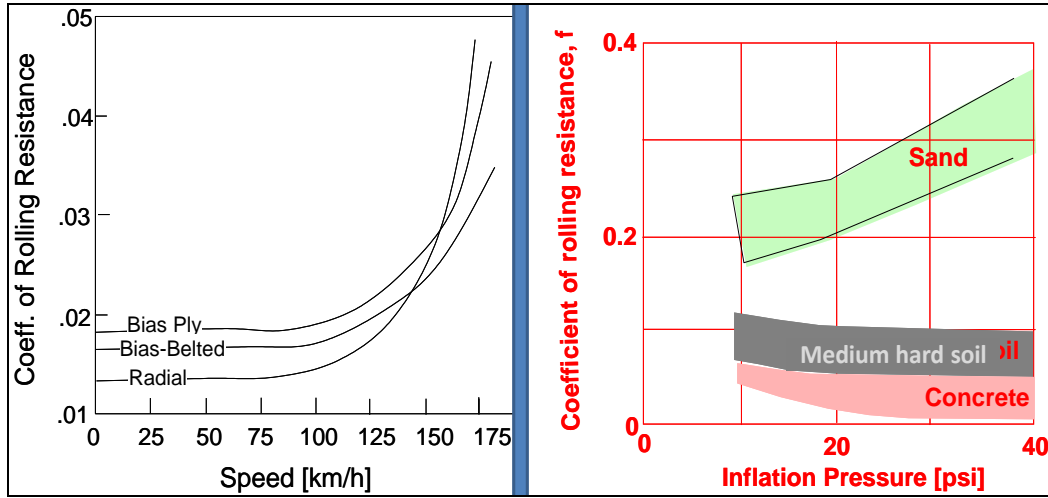 Coeff. of Rolling Resistance
.05
.04
.03
.02
.01
Bias Ply
Bias-Belted
Radial
0 25 50 75 100 125 150 175
Speed [km/h]
Coefficient of rolling resistance, f
0.4
0.2
0
Sand
Medium hard soil
oil
Concrete
0 20 40
Inflation Pressure [psi]